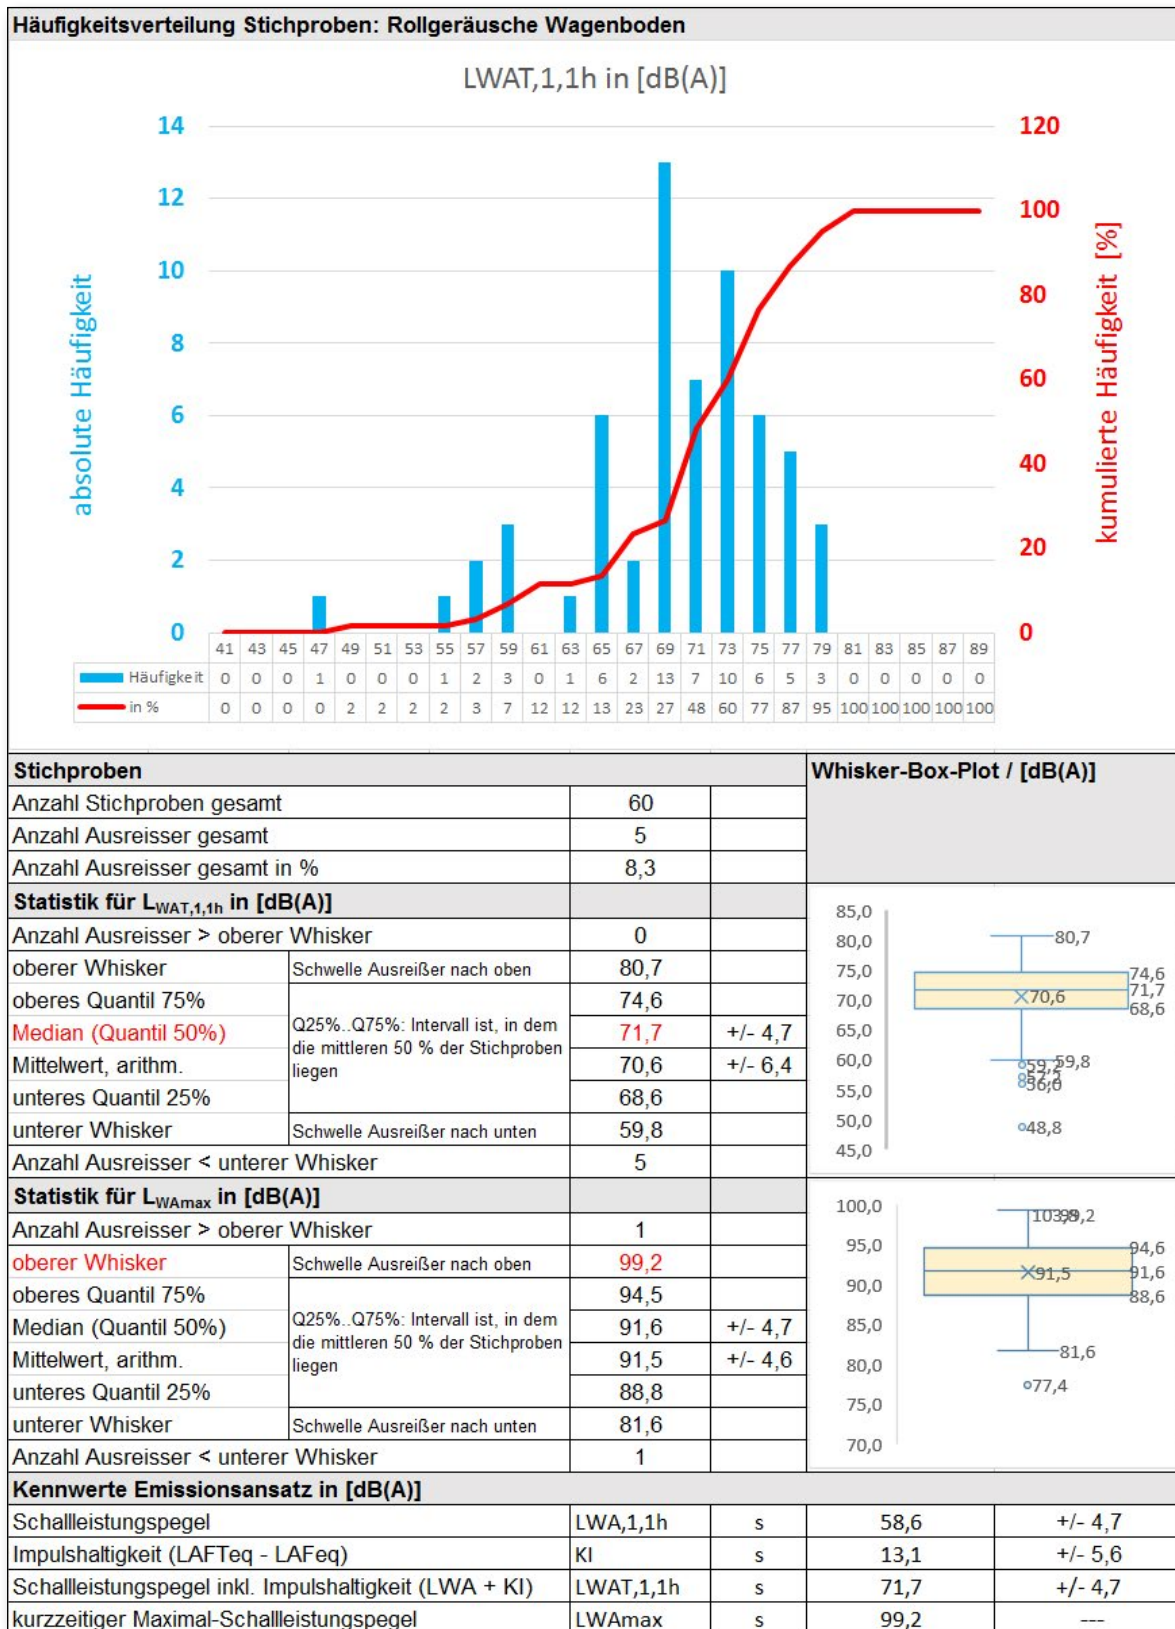 Häufigkeitsverteilung Stichproben: Rollgeräusche Wagenboden
LWAT,1,1h in [dB(A)]
absolute Häufigkeit
14
12
10
8
6
4
2
0
120
100
80
60
40
20
0
kumulierte Häufigkeit [%]
41 43 45 47 49 51 53 55 57 59 61 63 65 67 69 71 73 75 77 79 81 83 85 87 89
Häufigkeit 0 0 0 1 0 0 0 1 2 3 0 1 6 2 13 7 10 6 5 3 0 0 0 0 0
in % 0 0 0 0 2 2 2 2 3 7 12 12 13 23 27 48 60 77 87 95 100 100 100 100 100
Stichproben
Whisker-Box-Plot / [dB(A)]
Anzahl Stichproben gesamt 60
Anzahl Ausreisser gesamt 5
Anzahl Ausreisser gesamt in % 8,3
Statistik für LWAT,1,1h in [dB(A)]
Anzahl Ausreisser > oberer Whisker 0
oberer Whisker Schwelle Ausreißer nach oben 80,7
oberes Quantil 75% 74,6
Median (Quantil 50%) 71,7 +/- 4,7
Q25%..Q75%: Intervall ist, in dem
die mittleren 50 % der Stichproben
liegen
Mittelwert, arithm. 70,6 +/- 6,4
unteres Quantil 25% 68,6
unterer Whisker Schwelle Ausreißer nach unten 59,8
Anzahl Ausreisser < unterer Whisker 5
85,0
80,0
75,0
70,0
65,0
60,0
55,0
50,0
45,0
80,7
74,6
71,7
70,6
68,6
59,8
59,2
57,2
56,0
48,8
Statistik für LWAmax in [dB(A)]
Anzahl Ausreisser > oberer Whisker 1
oberer Whisker Schwelle Ausreißer nach oben 99,2
oberes Quantil 75% 94,5
Median (Quantil 50%) 91,6 +/- 4,7
Q25%..Q75%: Intervall ist, in dem
die mittleren 50 % der Stichproben
liegen
Mittelwert, arithm. 91,5 +/- 4,6
unteres Quantil 25% 88,8
unterer Whisker Schwelle Ausreißer nach unten 81,6
Anzahl Ausreisser < unterer Whisker 1
100,0
95,0
90,0
85,0
80,0
75,0
70,0
103,8
99,2
94,6
91,6
91,5
88,6
81,6
77,4
Kennwerte Emissionsansatz in [dB(A)]
Schallleistungspegel LWA,1,1h s 58,6 +/- 4,7
Impulshaltigkeit (LAFTeq - LAFeq) KI s 13,1 +/- 5,6
Schallleistungspegel inkl. Impulshaltigkeit (LWA + KI) LWAT,1,1h s 71,7 +/- 4,7
kurzzeitiger Maximal-Schallleistungspegel LWAmax s 99,2 ---